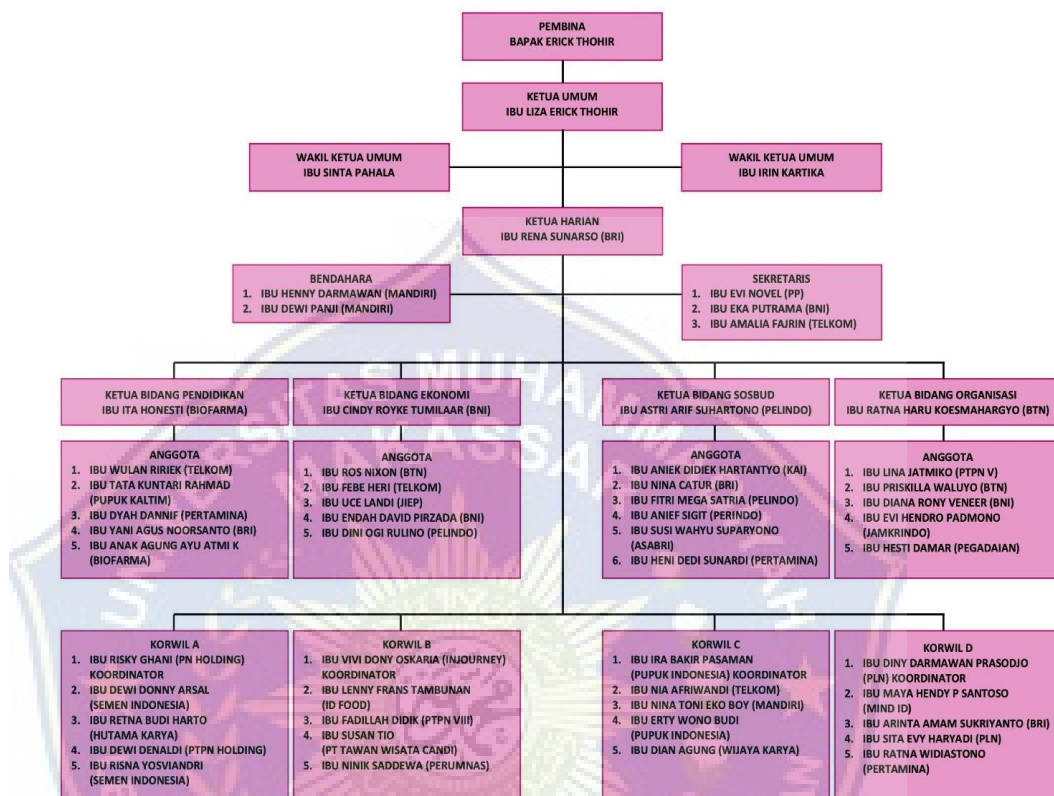 PEMBINA
BAPAK ERICK THOHIR
KETUA UMUM
IBU LIZA ERICK THOHIR
WAKIL KETUA UMUM
IBU SINTA PAHALA
WAKIL KETUA UMUM
IBU IRIN KARTIKA
KETUA HARIAN
IBU RENA SUNARSO (BRI)
BENDAHARA
1. IBU HENNY DARMAWAN (MANDIRI)
2. IBU DEWI PANJI (MANDIRI)
SEKRETARIS
1. IBU EVI NOVEL (PP)
2. IBU EKA PUTRAMA (BNI)
3. IBU AMALIA FAJRIN (TELKOM)
KETUA BIDANG PENDIDIKAN
IBU ITA HONESTI (BIOFARMA)
KETUA BIDANG EKONOMI
IBU CINDY ROYKE TUMILAAR (BNI)
KETUA BIDANG SOSBUD
IBU ASTRI ARIF SUHARTONO (PELINDO)
KETUA BIDANG ORGANISASI
IBU RATNA HARU KOESMAHARGYO (BTN)
ANGGOTA
1. IBU WULAN RIRIEK (TELKOM)
2. IBU TATA KUNTARI RAHMAD
(PUPUK KALTIM)
3. IBU DYAH DANNIF (PERTAMINA)
4. IBU YANI AGUS NOORSANTO (BRI)
5. IBU ANAK AGUNG AYU ATMI K
(BIOFARMA)
ANGGOTA
1. IBU ROS NIXON (BTN)
2. IBU FEBE HERI (TELKOM)
3. IBU UCE LANDI (JIEP)
4. IBU ENDAH DAVID PIRZADA (BNI)
5. IBU DINI OGI RULINO (PELINDO)
ANGGOTA
1. IBU ANIEK DIDIEK HARTANTYO (KAI)
2. IBU NINA CATUR (BRI)
3. IBU FITRI MEGA SATRIA (PELINDO)
4. IBU ANIEF SIGIT (PERINDO)
5. IBU SUSI WAHYU SUPARYONO
(ASABRI)
6. IBU HENI DEDI SUNARDI (PERTAMINA)
ANGGOTA
1. IBU LINA JATMIKO (PTPN V)
2. IBU PRISKILLA WALUYO (BTN)
3. IBU DIANA RONY VENEER (BNI)
4. IBU EVI HENDRO PADMONO
(JAMKRINDO)
5. IBU HESTI DAMAR (PEGADAIAN)
KORWIL A
1. IBU RISKY GHANI (PN HOLDING)
KOORDINATOR
2. IBU DEWI DONNY ARSAL
(SEMEN INDONESIA)
3. IBU RETNA BUDI HARTO
(HUTAMA KARYA)
4. IBU DEWI DENALDI (PTPN HOLDING)
5. IBU RISNA YOSVIANDRI
(SEMEN INDONESIA)
KORWIL B
1. IBU VIVI DONY OSKARIA (INJOURNEY)
KOORDINATOR
2. IBU LENNY FRANS TAMBUNAN
(ID FOOD)
3. IBU FADILLAH DIDIK (PTPN VIII)
4. IBU SUSAN TIO
(PT TAWAN WISATA CANDI)
5. IBU NINIK SADDEWA (PERUMNAS)
KORWIL C
1. IBU IRA BAKIR PASAMAN
(PUPUK INDONESIA) KOORDINATOR
2. IBU NIA AFRIWANDI (TELKOM)
3. IBU NINA TONI EKO BOY (MANDIRI)
4. IBU ERTY WONO BUDI
(PUPUK INDONESIA)
5. IBU DIAN AGUNG (WIJAYA KARYA)
KORWIL D
1. IBU DINY DARMAWAN PRASODJO
(PLN) KOORDINATOR
2. IBU MAYA HENDY P SANTOSO
(MIND ID)
3. IBU ARINTA AMAM SUKRIYANTO (BRI)
4. IBU SITA EVY HARYADI (PLN)
5. IBU RATNA WIDIASTONO
(PERTAMINA)